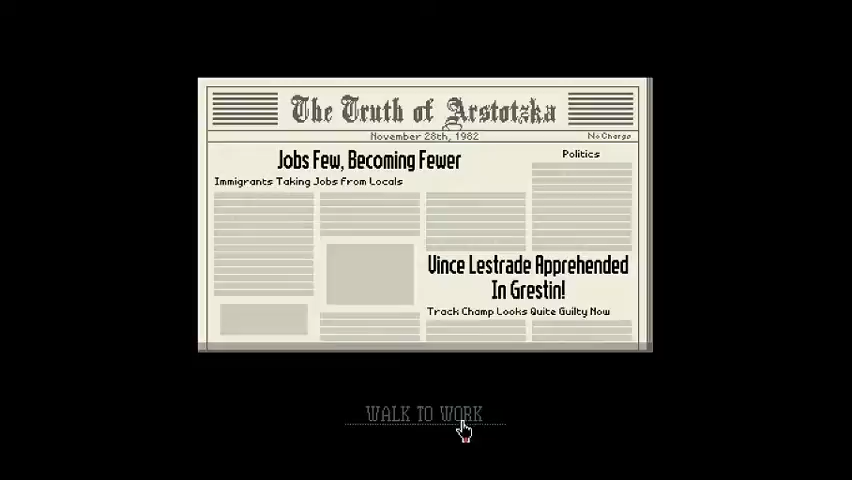 The Truth of Arstotzka
November 28th, 1982
No Charge
Jobs Few, Becoming Fewer
Immigrants Taking Jobs From Locals
Politics
Vince Lestrade Apprehended
In Grestin!
Track Champ Looks Quite Guilty Now
WALK TO WORK